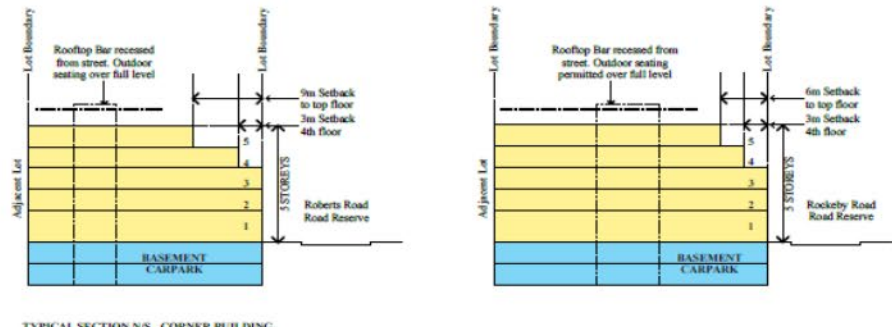 Lot Boundary
Rooftop Bar recessed
from street. Outdoor
seating over full level
Lot Boundary
9m Setback
to top floor
3m Setback
4th floor
5
4
3
2
1
5 STOREYS
Adjacent Lot
Roberts Road
Road Reserve
BASEMENT
CARPARK
Lot Boundary
Rooftop Bar recessed from
street. Outdoor seating
permitted over full level
Lot Boundary
6m Setback
to top floor
3m Setback
4th floor
5
4
3
2
1
5 STOREYS
Adjacent Lot
Rockeby Road
Road Reserve
BASEMENT
CARPARK
TYPICAL SECTION N/S - CORNER BUILDING